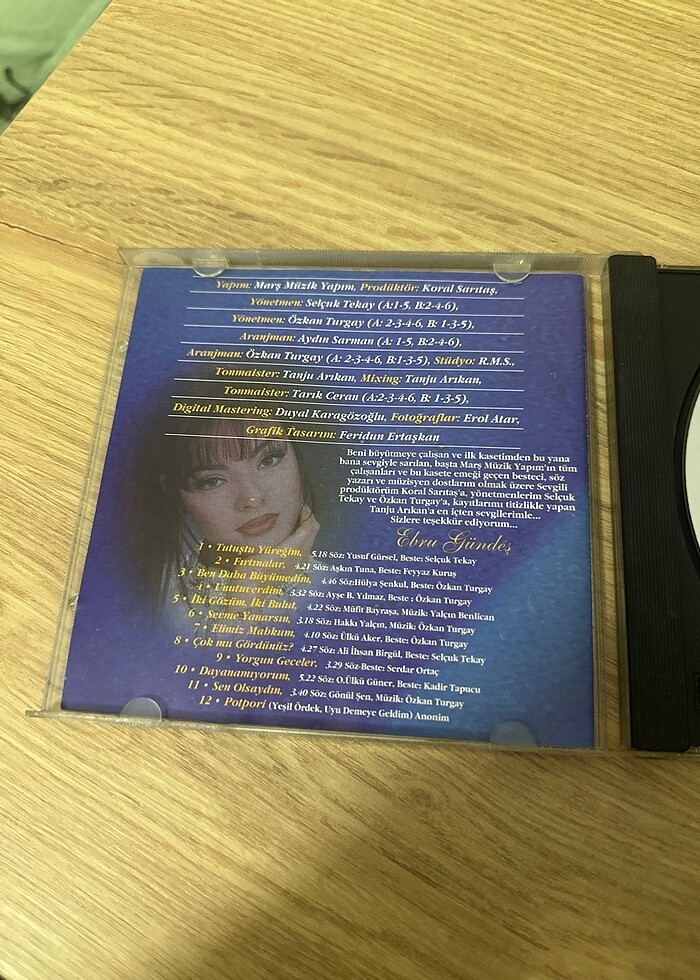 Yapım: Marş Müzik Yapım, Prodüktör: Koral Sarıtaş,
Yönetmen: Selçuk Tekay (A:1-5, B:2-4-6),
Yönetmen: Özkan Turgay (A: 2-3-4-6, B: 1-3-5),
Aranjman: Aydın Sarman (A: 1-5, B:2-4-6),
Aranjman: Özkan Turgay (A: 2-3-4-6, B:1-3-5), Stüdyo: R.M.S.,
Tonmaister: Tanju Arıkan, Mixing: Tanju Arıkan,
Tonmaister: Tarık Ceran (A:2-3-4-6, B: 1-3-5),
Digital Mastering: Duyal Karagözoğlu, Fotoğraflar: Erol Atar,
Grafik Tasarım: Feridun Ertaşkan
Beni büyütmeye çalışan ve ilk kasetimden bu yana
bana sevgiyle sarılan, başta Marş Müzik Yapım'ın tüm
çalışanları ve bu kasete emeği geçen besteci, söz
yazarı ve müzisyen dostlarım olmak üzere Sevgili
prodüktörüm Koral Sarıtaş'a, yönetmenlerim Selçuk
Tekay ve Özkan Turgay'a, kayıtlarımı titizlikle yapan
Tanju Arıkan'a en içten sevgilerimle...
Sizlere teşekkür ediyorum...
Ebru Gündeş
1 • Tutuştu Yüreğim, 5.18 Söz: Yusuf Gürsel, Beste: Selçuk Tekay
2 • Fırtınalar, 4.21 Söz: Aşkın Tuna, Beste: Feyyaz Kuruş
3 • Ben Daha Büyümedim, 4.46 Söz:Hülya Şenkul, Beste: Özkan Turgay
4 • Unutuverdin, 3.32 Söz: Ayşe B. Yılmaz, Beste : Özkan Turgay
5 • İki Gözüm, İki Bulut, 4.22 Söz: Müfit Bayraşa, Müzik: Yalçın Benlican
6 • Sevme Yanarsın, 3.18 Söz: Hakkı Yalçın, Müzik: Özkan Turgay
7 • Elimiz Mahkum, 4.10 Söz: Ülkü Aker, Beste: Özkan Turgay
8 • Çok mu Gördünüz? 4.27 Söz: Ali İhsan Birgül, Beste: Selçuk Tekay
9 • Yorgun Geceler, 3.29 Söz-Beste: Serdar Ortaç
10 • Dayanamıyorum, 5.22 Söz: O.Ülkü Güner, Beste: Kadir Tapucu
11 • Sen Olsaydın, 3.40 Söz: Gönül Şen, Müzik: Özkan Turgay
12 • Potpori (Yeşil Ördek, Uyu Demeye Geldim) Anonim